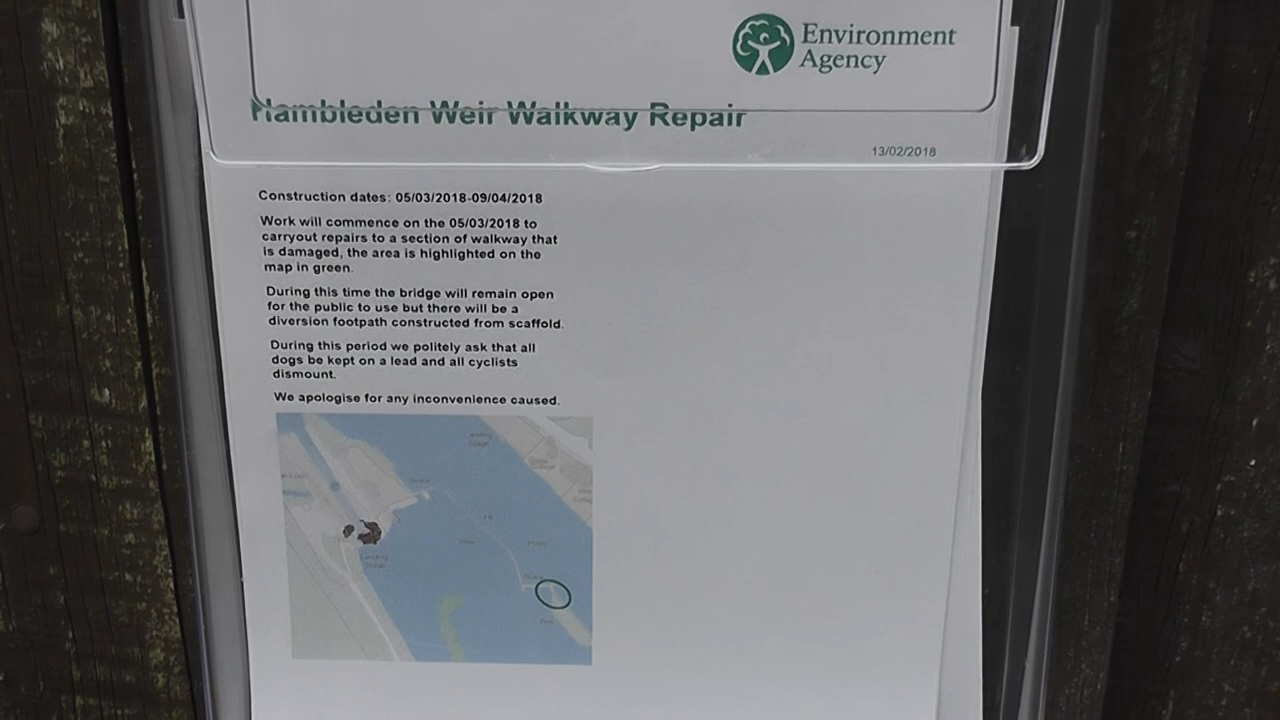 Environment
Agency
Hambleden Weir Walkway Repair
13/02/2018
Construction dates: 05/03/2018-09/04/2018
Work will commence on the 05/03/2018 to
carryout repairs to a section of walkway that
is damaged, the area is highlighted on the
map in green.
During this time the bridge will remain open
for the public to use but there will be a
diversion footpath constructed from scaffold.
During this period we politely ask that all
dogs be kept on a lead and all cyclists
dismount.
We apologise for any inconvenience caused.
Landing
Stage
Landing
Stage